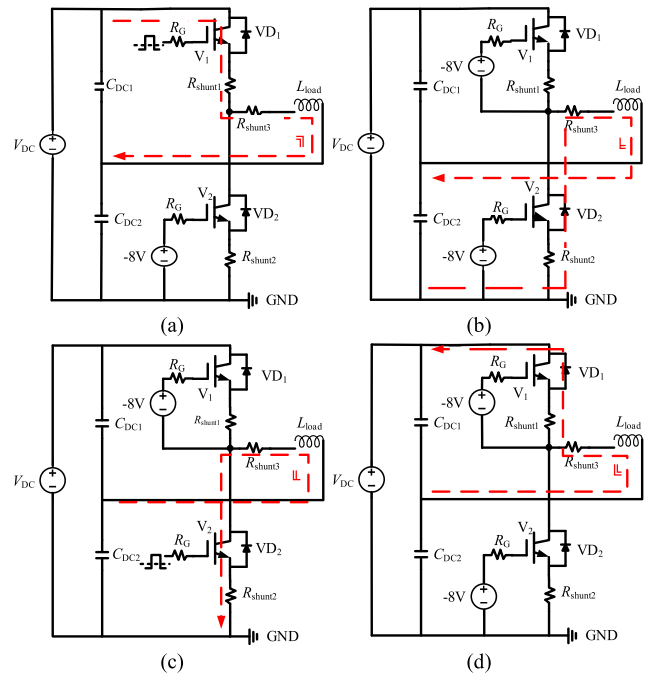 R_G
V_1
VD_1
C_DC1
R_shunt1
L_load
R_shunt3
V_DC
V_2
R_G
C_DC2
VD_2
-8V
R_shunt2
GND
(a)
R_G
VD_1
-8V
V_1
C_DC1
R_shunt1
L_load
R_shunt3
V_DC
V_2
R_G
C_DC2
VD_2
-8V
R_shunt2
GND
(b)
R_G
VD_1
-8V
V_1
C_DC1
R_shunt1
L_load
R_shunt3
V_DC
V_2
R_G
C_DC2
VD_2
R_shunt2
GND
(c)
R_G
VD_1
-8V
V_1
C_DC1
R_shunt1
L_load
R_shunt3
V_DC
V_2
R_G
C_DC2
VD_2
-8V
R_shunt2
GND
(d)